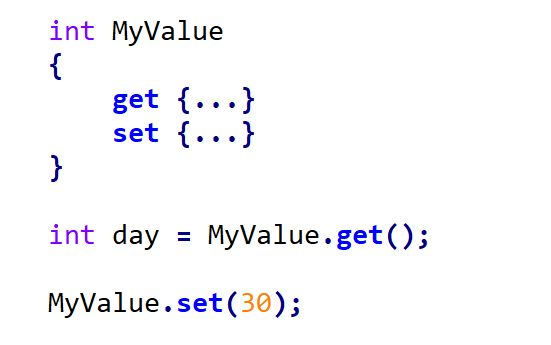 int MyValue
{
    get {...}
    set {...}
}
int day = MyValue.get();
MyValue.set(30);